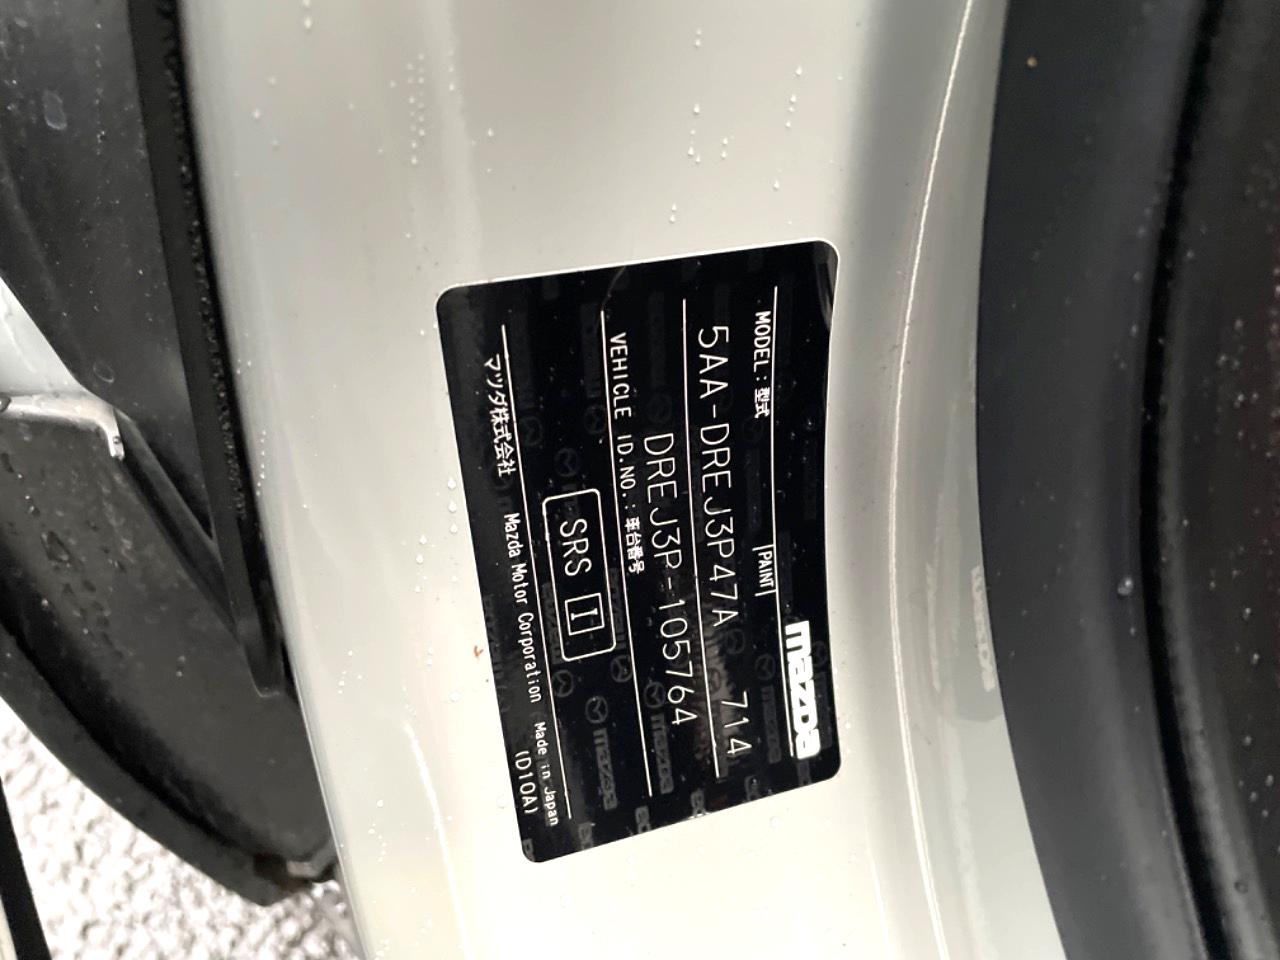 mazda
MODEL : 型式 PAINT
5AA-DREJ3P47A 714
VEHICLE ID.NO. : 車台番号
DREJ3P-105764
SRS I
マツダ株式会社 Mazda Motor Corporation Made in Japan
(D10A)